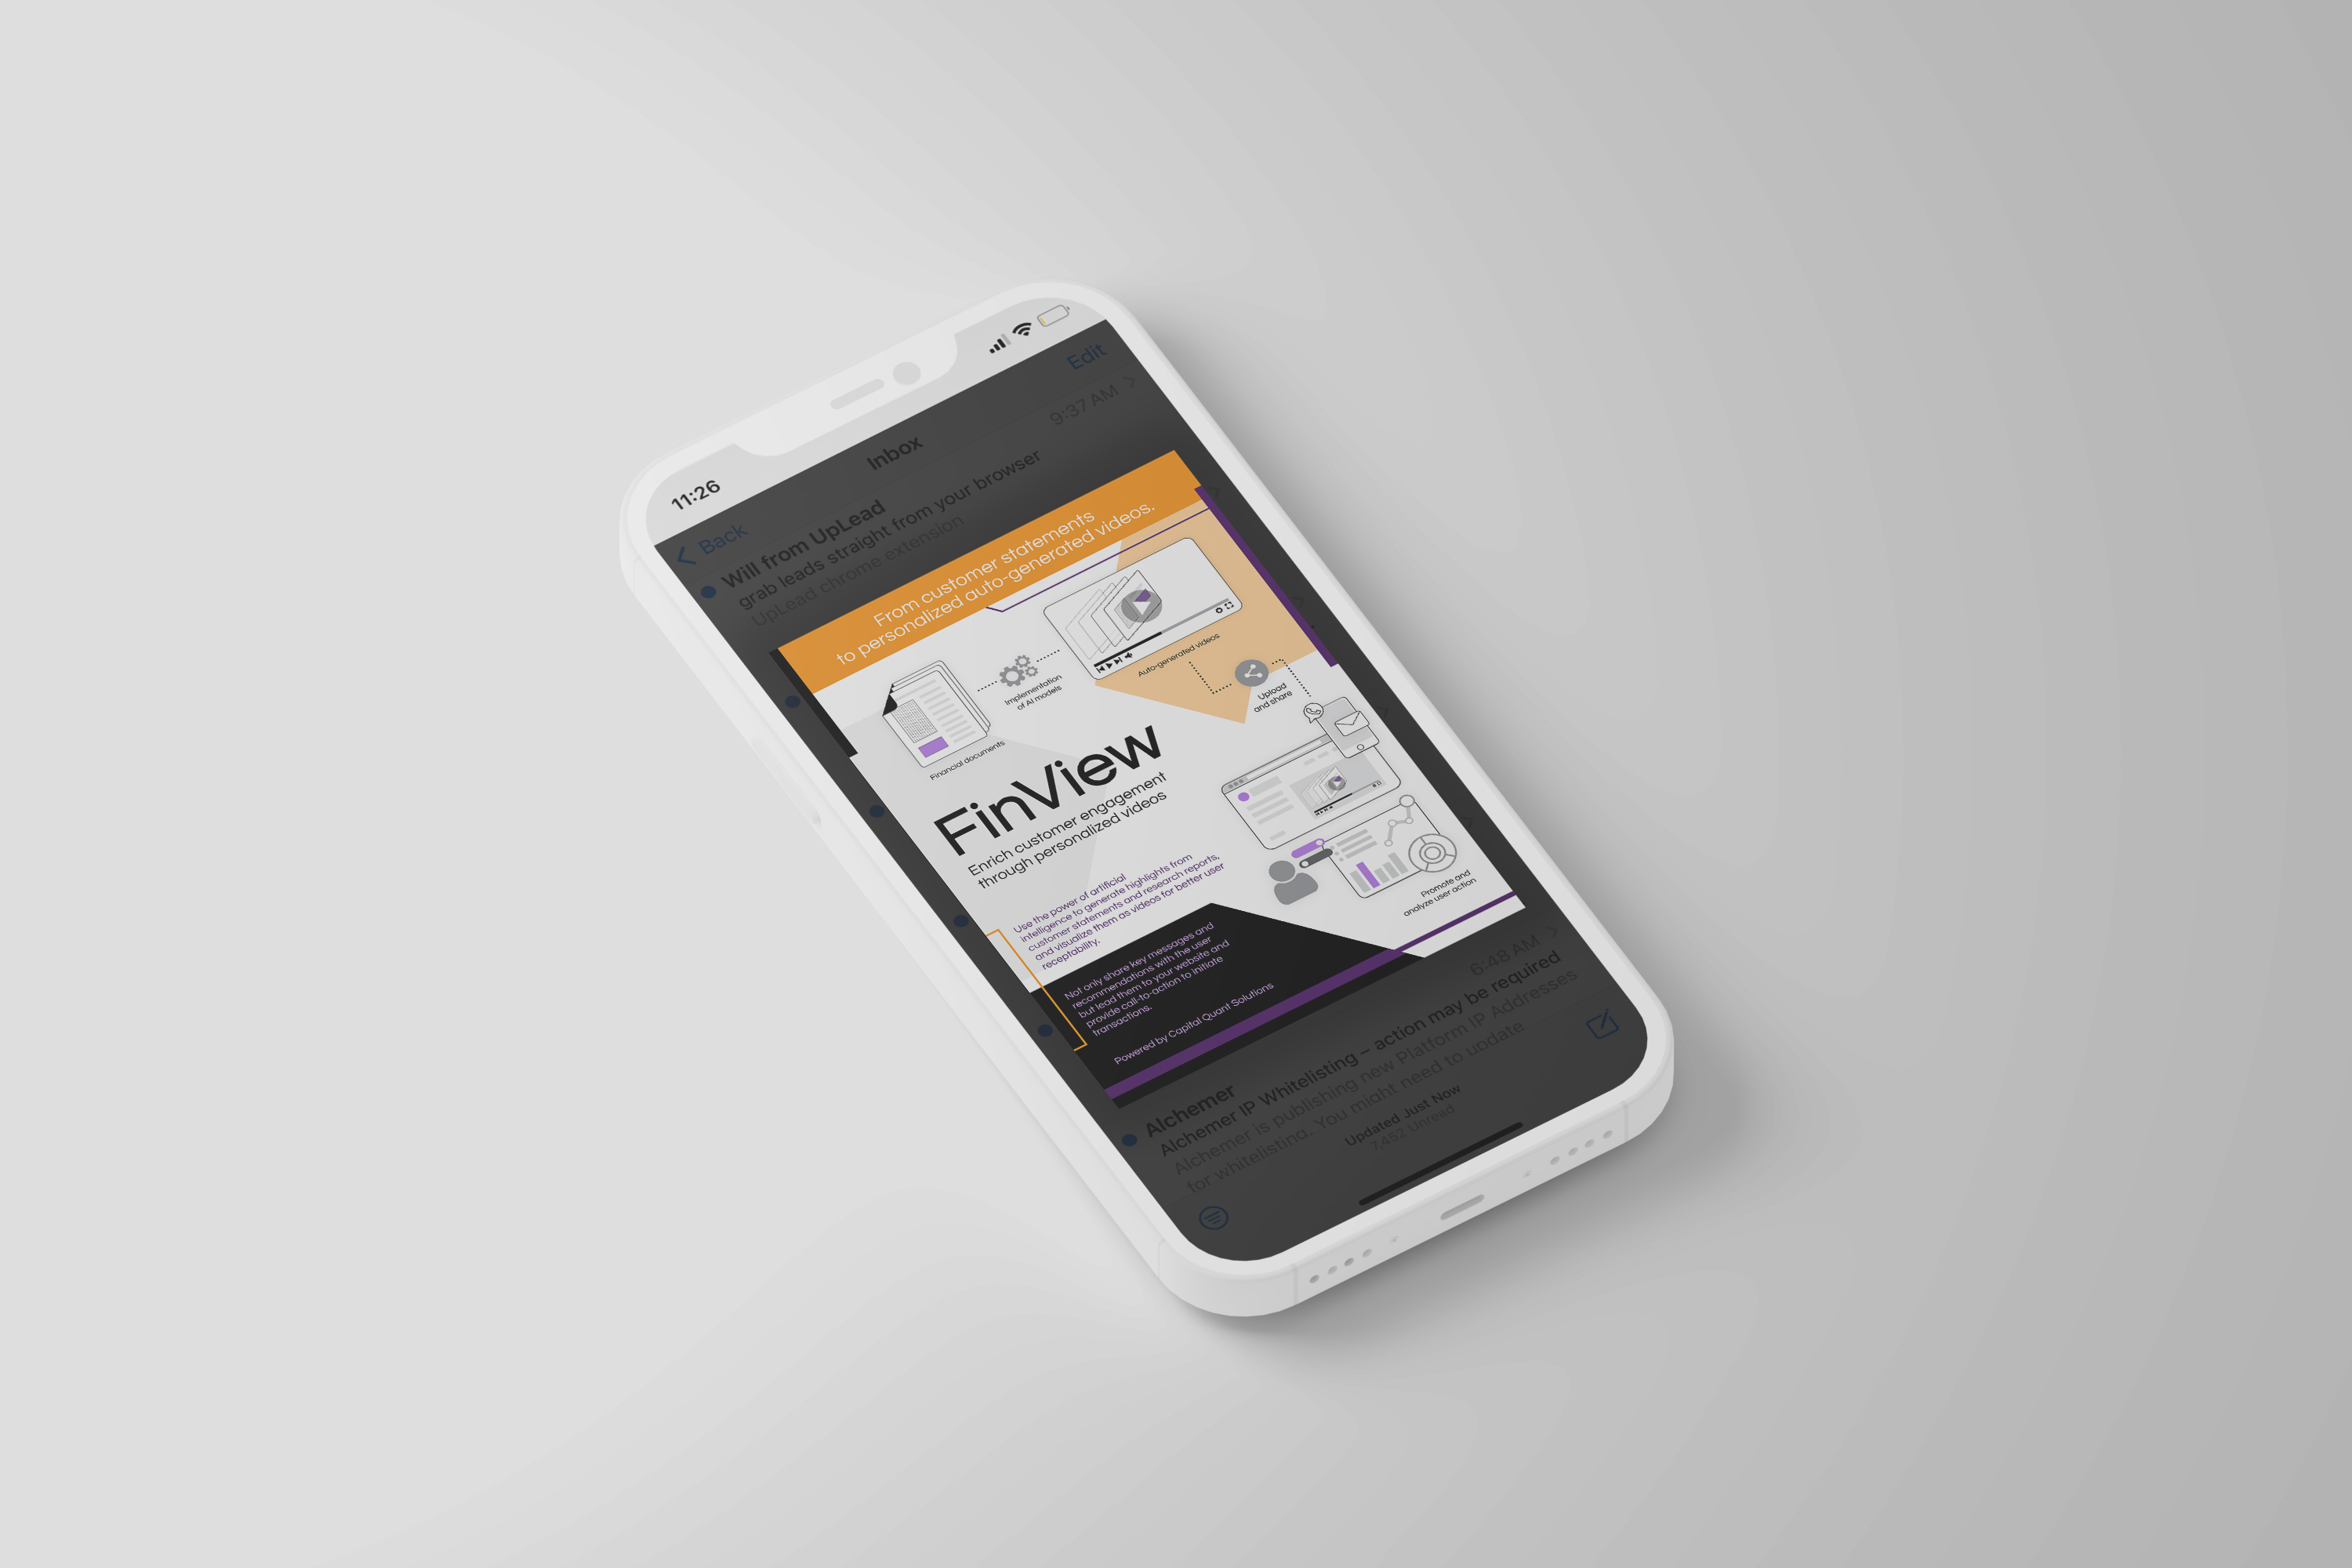 11:26
Back
Inbox
Edit
Will from UpLead
9:37 AM
grab leads straight from your browser
UpLead chrome extension
From customer statements
to personalized auto-generated videos.
Financial documents
Implementation
of AI models
Auto-generated videos
Upload
and share
FinView
Enrich customer engagement
through personalized videos
Promote and
analyze user action
Use the power of artificial
intelligence to generate highlights from
customer statements and research reports,
and visualize them as videos for better user
receptability.
Not only share key messages and
recommendations with the user
but lead them to your website and
provide call-to-action to initiate
transactions.
Powered by Capital Quant Solutions
Alchemer
6:48 AM
Alchemer IP Whitelisting – action may be required
Alchemer is publishing new Platform IP Addresses
for whitelisting. You might need to update
Updated Just Now
7,452 Unread